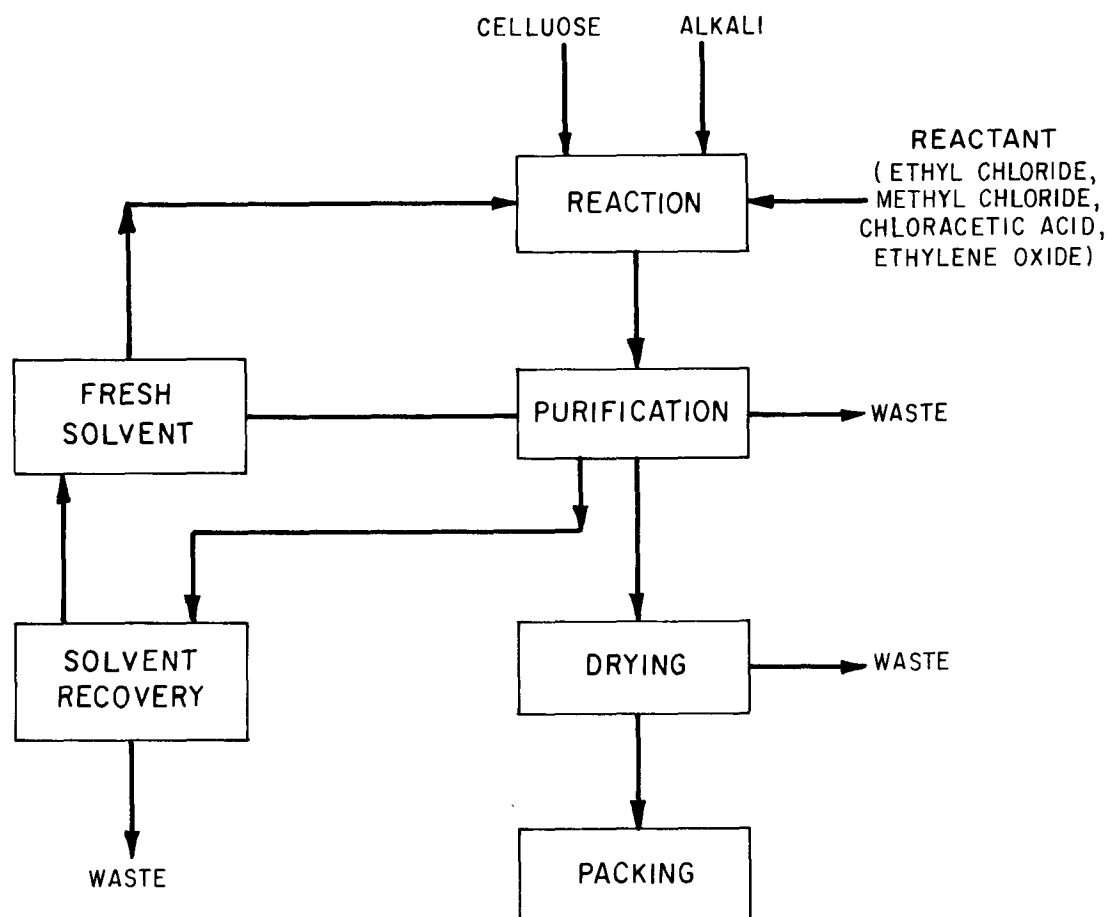 CELLUOSE ALKALI
REACTANT
(ETHYL CHLORIDE,
METHYL CHLORIDE,
CHLORACETIC ACID,
ETHYLENE OXIDE)
REACTION
FRESH
SOLVENT
PURIFICATION
WASTE
SOLVENT
RECOVERY
DRYING
WASTE
WASTE
PACKING